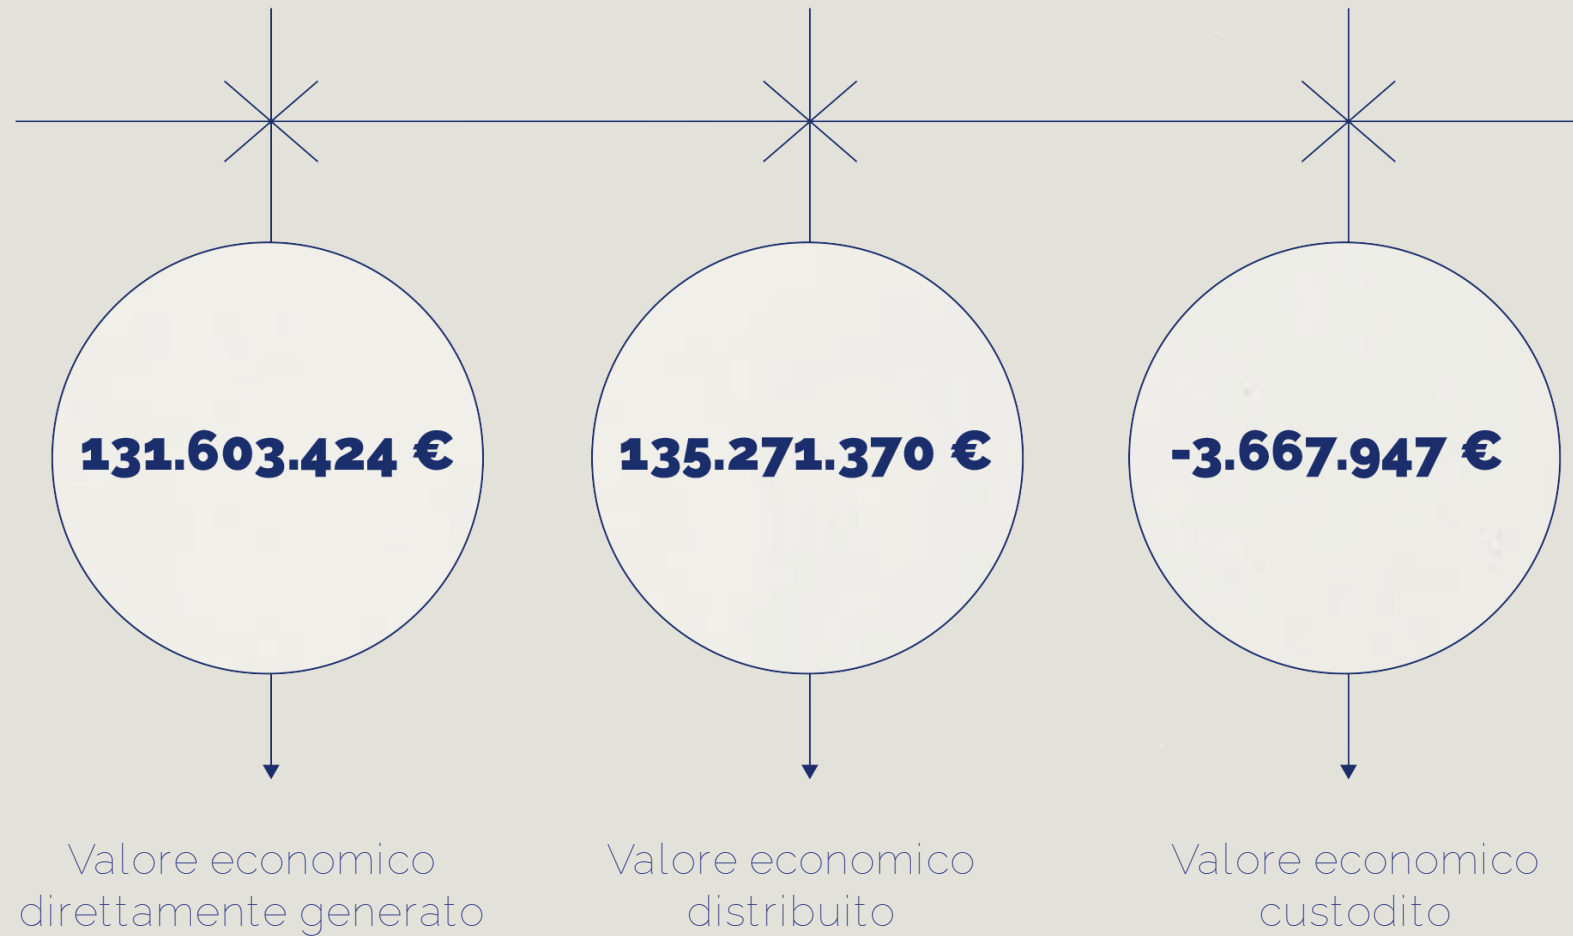 131.603.424 €
135.271.370 €
-3.667.947 €
Valore economico
direttamente generato
Valore economico
distribuito
Valore economico
custodito